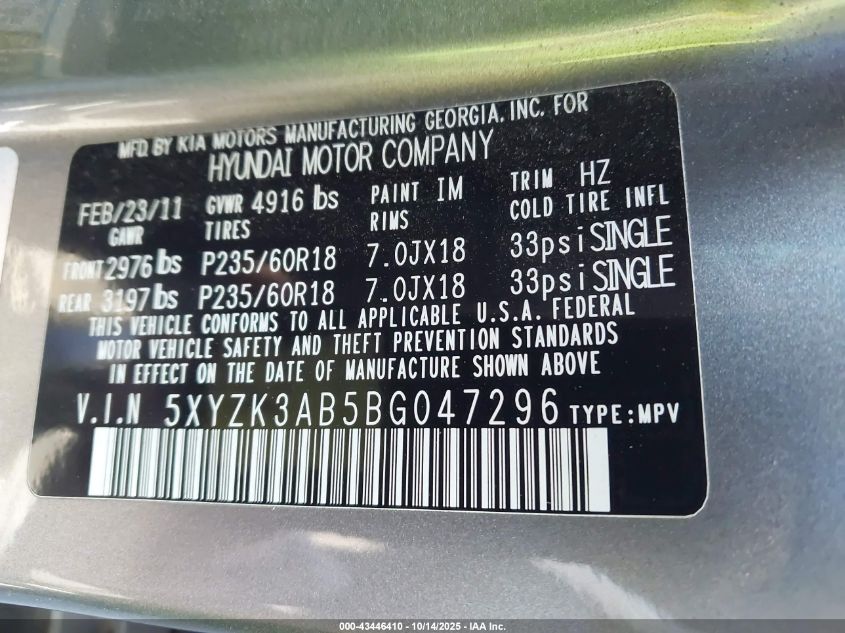 MFD. BY KIA MOTORS MANUFACTURING GEORGIA. INC. FOR
HYUNDAI MOTOR COMPANY
FEB/23/11 GVWR 4916 lbs PAINT IM TRIM HZ
GAWR TIRES RIMS COLD TIRE INFL
FRONT 2976 lbs P235/60R18 7.0JX18 33psi SINGLE
REAR 3197 lbs P235/60R18 7.0JX18 33psi SINGLE
THIS VEHICLE CONFORMS TO ALL APPLICABLE U.S.A. FEDERAL
MOTOR VEHICLE SAFETY AND THEFT PREVENTION STANDARDS
IN EFFECT ON THE DATE OF MANUFACTURE SHOWN ABOVE
V.I.N 5XYZK3AB5BG047296 TYPE:MPV
000-43446410 - 10/14/2025 - IAA Inc.